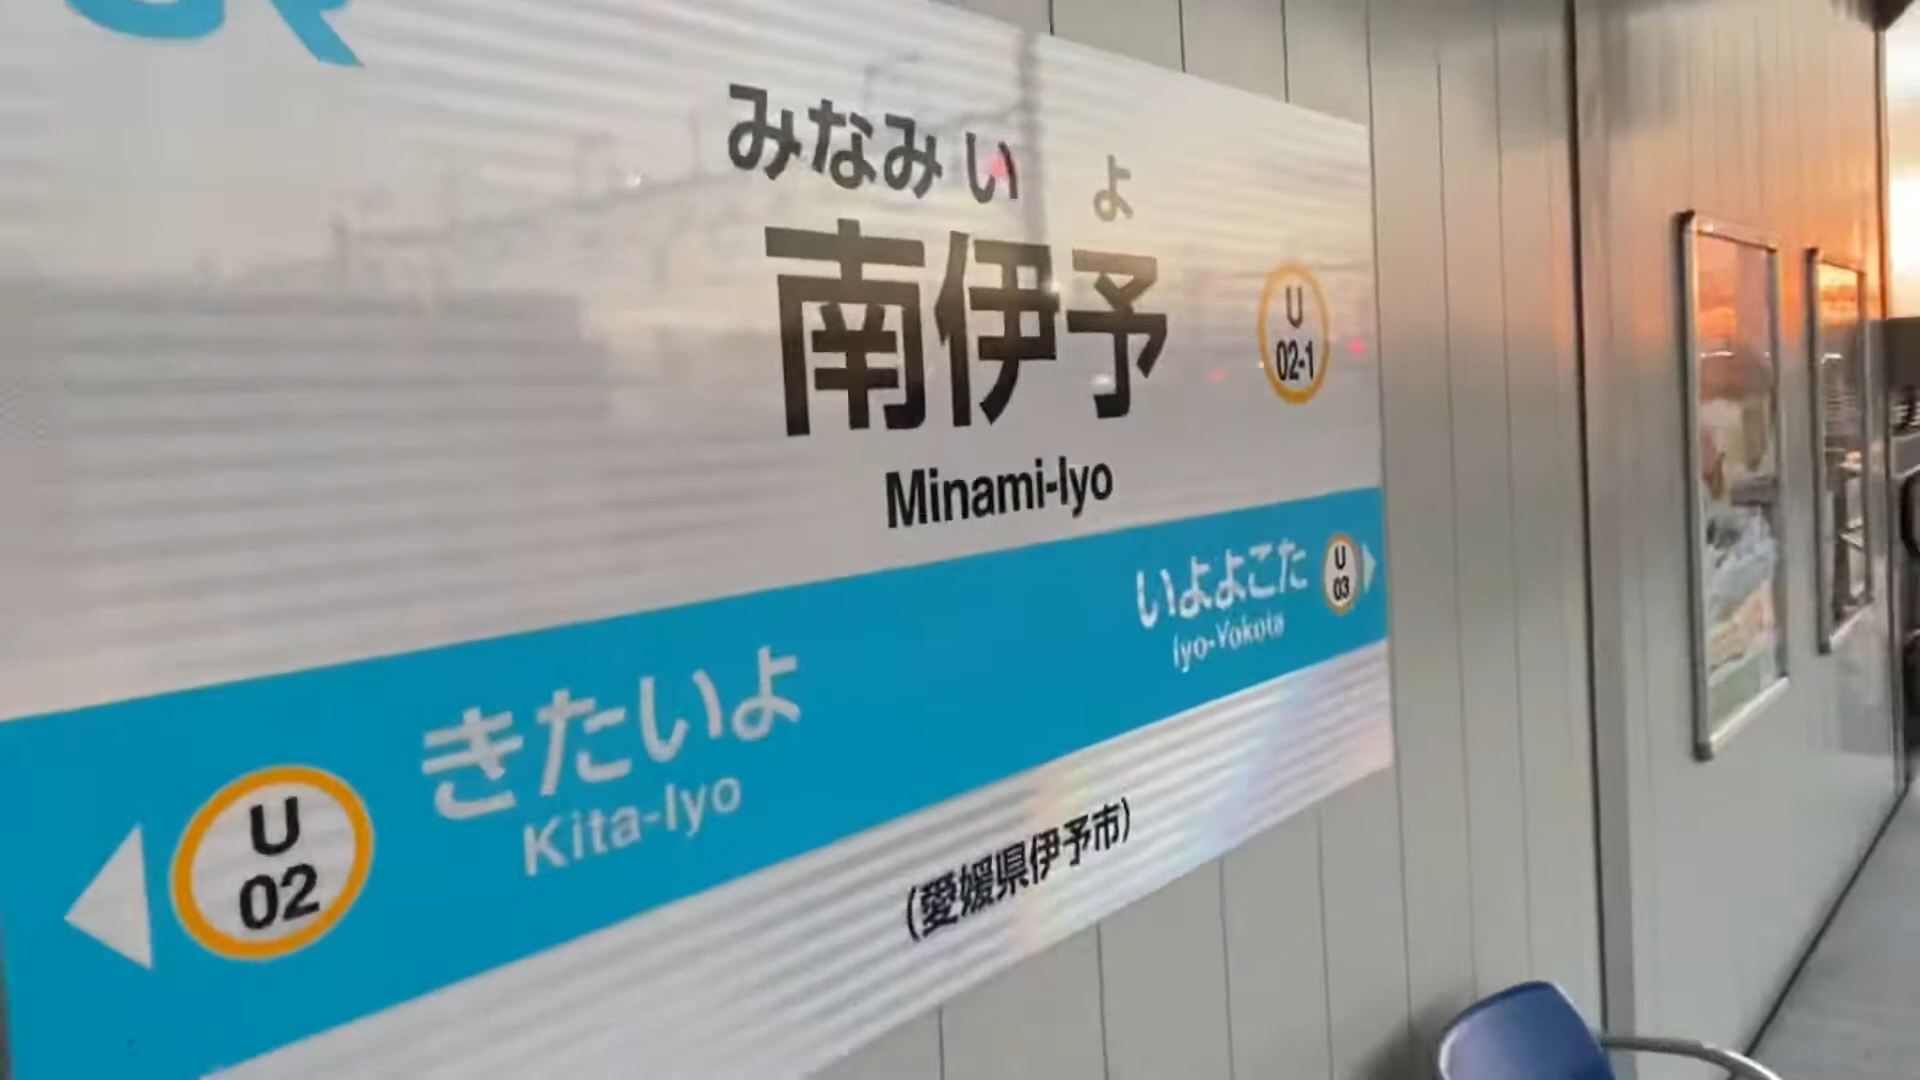 JR
みなみ い よ
南伊予
U
02-1
Minami-Iyo
いよよこた
Iyo-Yokota
U
03
きたいよ
Kita-Iyo
U
02
(愛媛県伊予市)